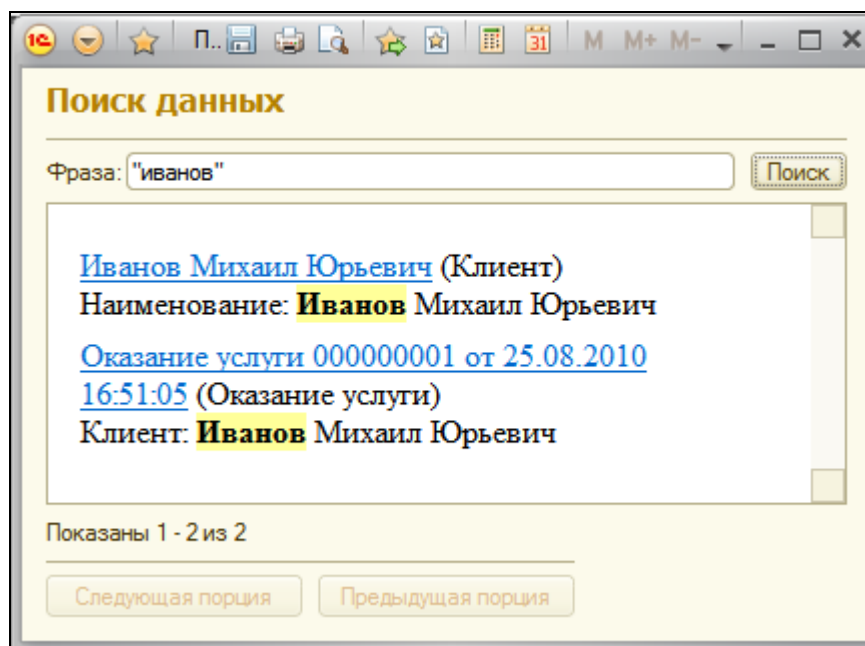 1С П.. 31 M M+ M-
Поиск данных
Фраза: "иванов" Поиск
Иванов Михаил Юрьевич (Клиент)
Наименование: Иванов Михаил Юрьевич
Оказание услуги 000000001 от 25.08.2010
16:51:05 (Оказание услуги)
Клиент: Иванов Михаил Юрьевич
Показаны 1 - 2 из 2
Следующая порция Предыдущая порция